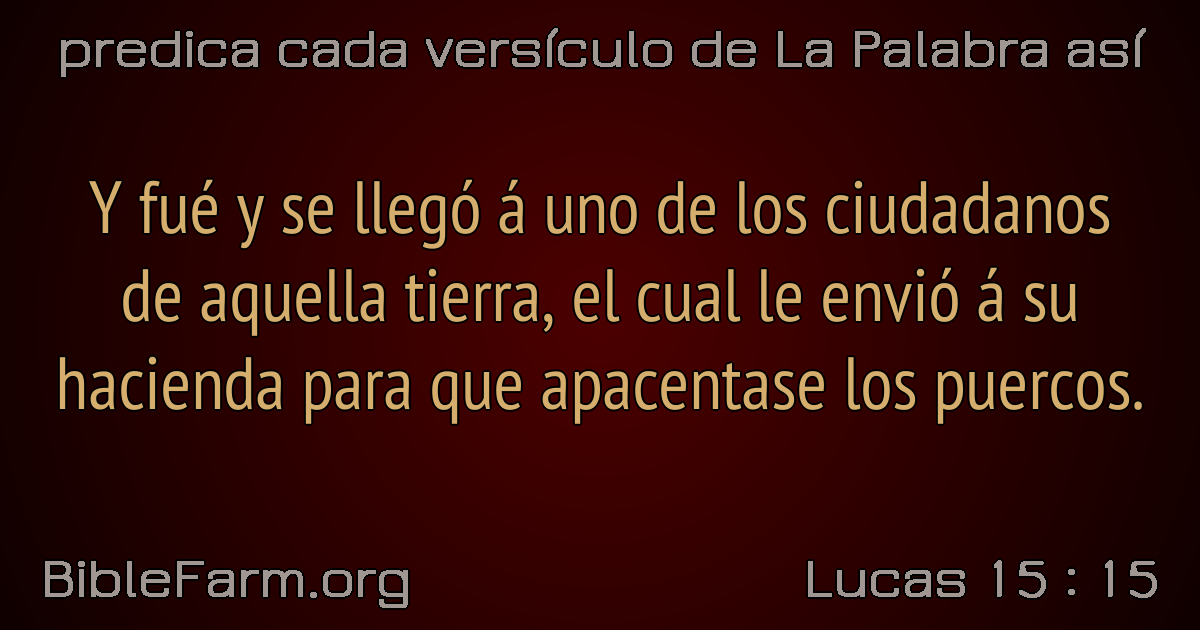 predica cada versículo de La Palabra así
Y fué y se llegó á uno de los ciudadanos
de aquella tierra, el cual le envió á su
hacienda para que apacentase los puercos.
BibleFarm.org
Lucas 15 : 15